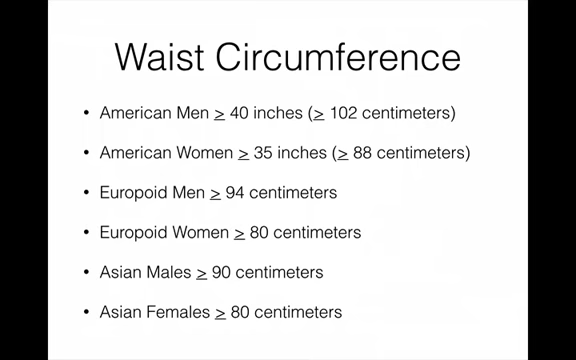 Waist Circumference
• American Men ≥ 40 inches (≥ 102 centimeters)
• American Women ≥ 35 inches (≥ 88 centimeters)
• Europoid Men ≥ 94 centimeters
• Europoid Women ≥ 80 centimeters
• Asian Males ≥ 90 centimeters
• Asian Females ≥ 80 centimeters